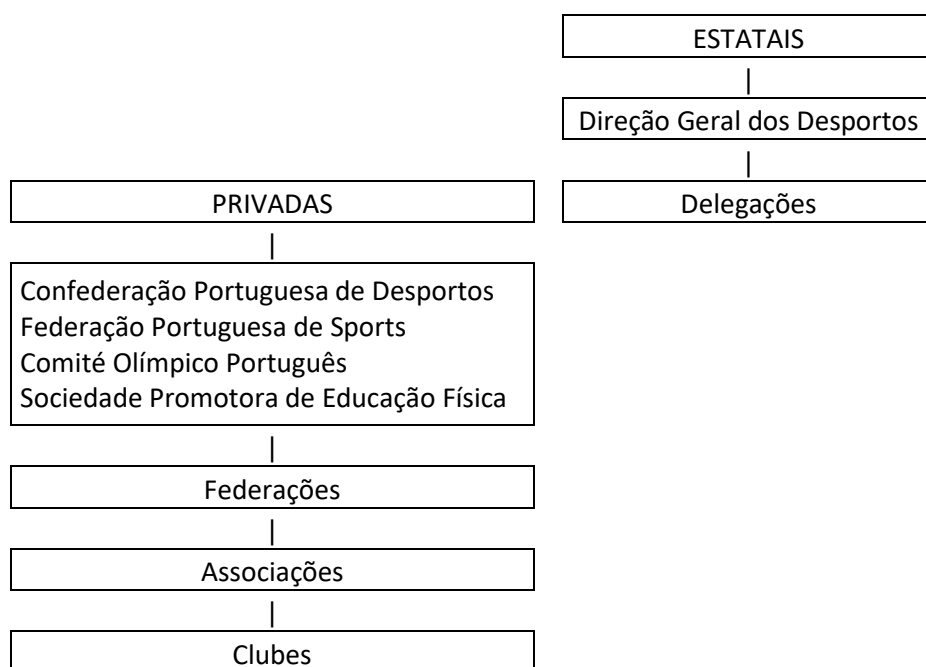 ESTATAIS
|
Direção Geral dos Desportos
|
Delegações
PRIVADAS
|
Confederação Portuguesa de Desportos
Federação Portuguesa de Sports
Comité Olímpico Português
Sociedade Promotora de Educação Física
|
Federações
|
Associações
|
Clubes